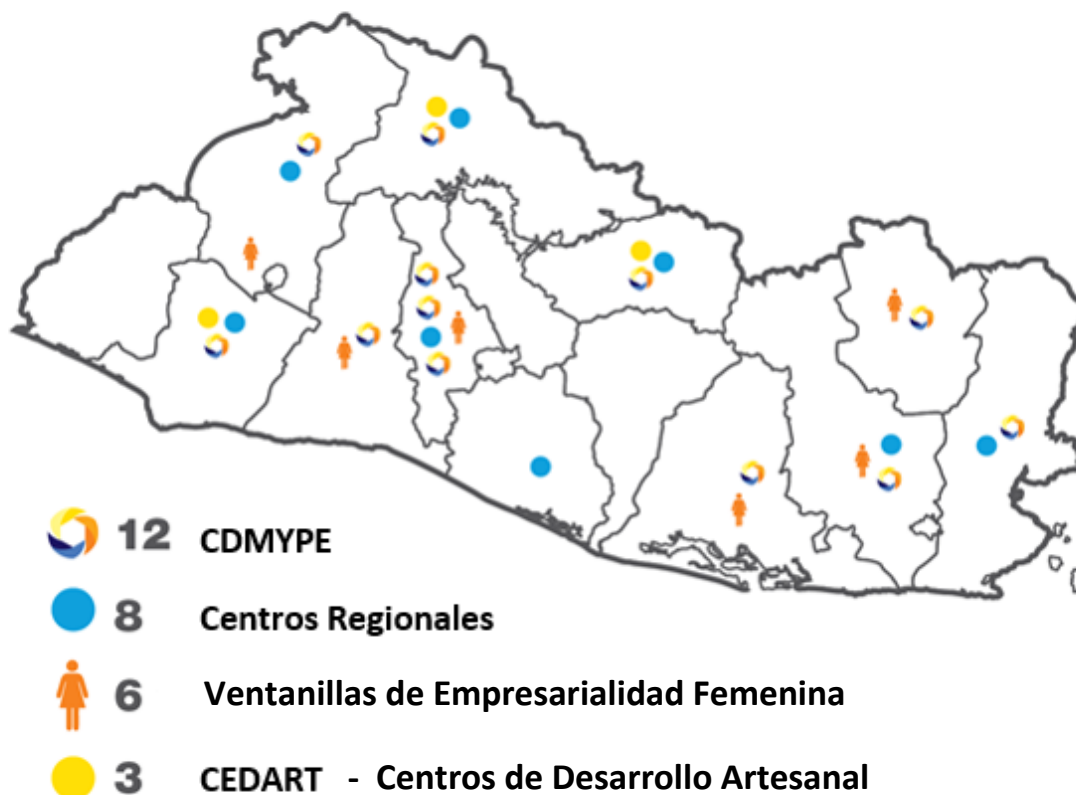 12 CDMYPE
8 Centros Regionales
6 Ventanillas de Empresarialidad Femenina
3 CEDART - Centros de Desarrollo Artesanal